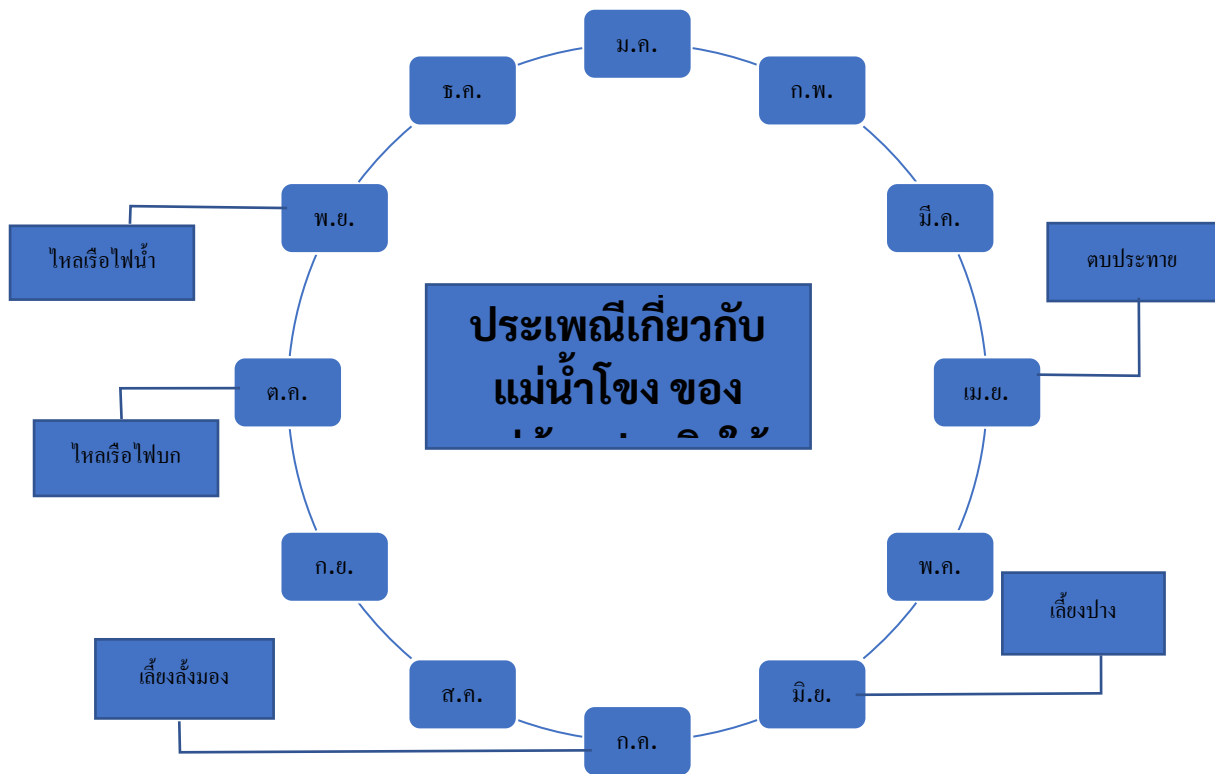 ม.ค.
ก.พ.
มี.ค.
เม.ย.
พ.ค.
มิ.ย.
ก.ค.
ส.ค.
ก.ย.
ต.ค.
พ.ย.
ธ.ค.
ประเพณีเกี่ยวกับ
แม่น้ำโขง ของ
ตบประทาย
เลี้ยงปาง
เลี้ยงลั้งมอง
ไหลเรือไฟบก
ไหลเรือไฟน้ำ